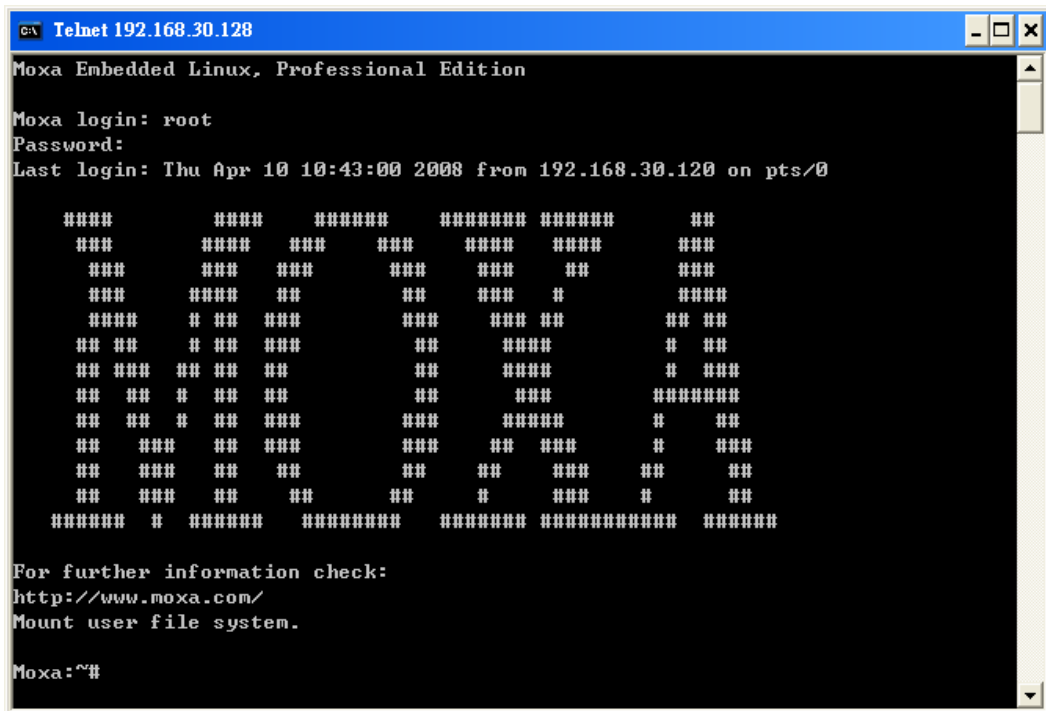 Telnet 192.168.30.128
Moxa Embedded Linux, Professional Edition
Moxa login: root
Password:
Last login: Thu Apr 10 10:43:00 2008 from 192.168.30.120 on pts/0
MOXA
For further information check:
http://www.moxa.com/
Mount user file system.
Moxa:~#